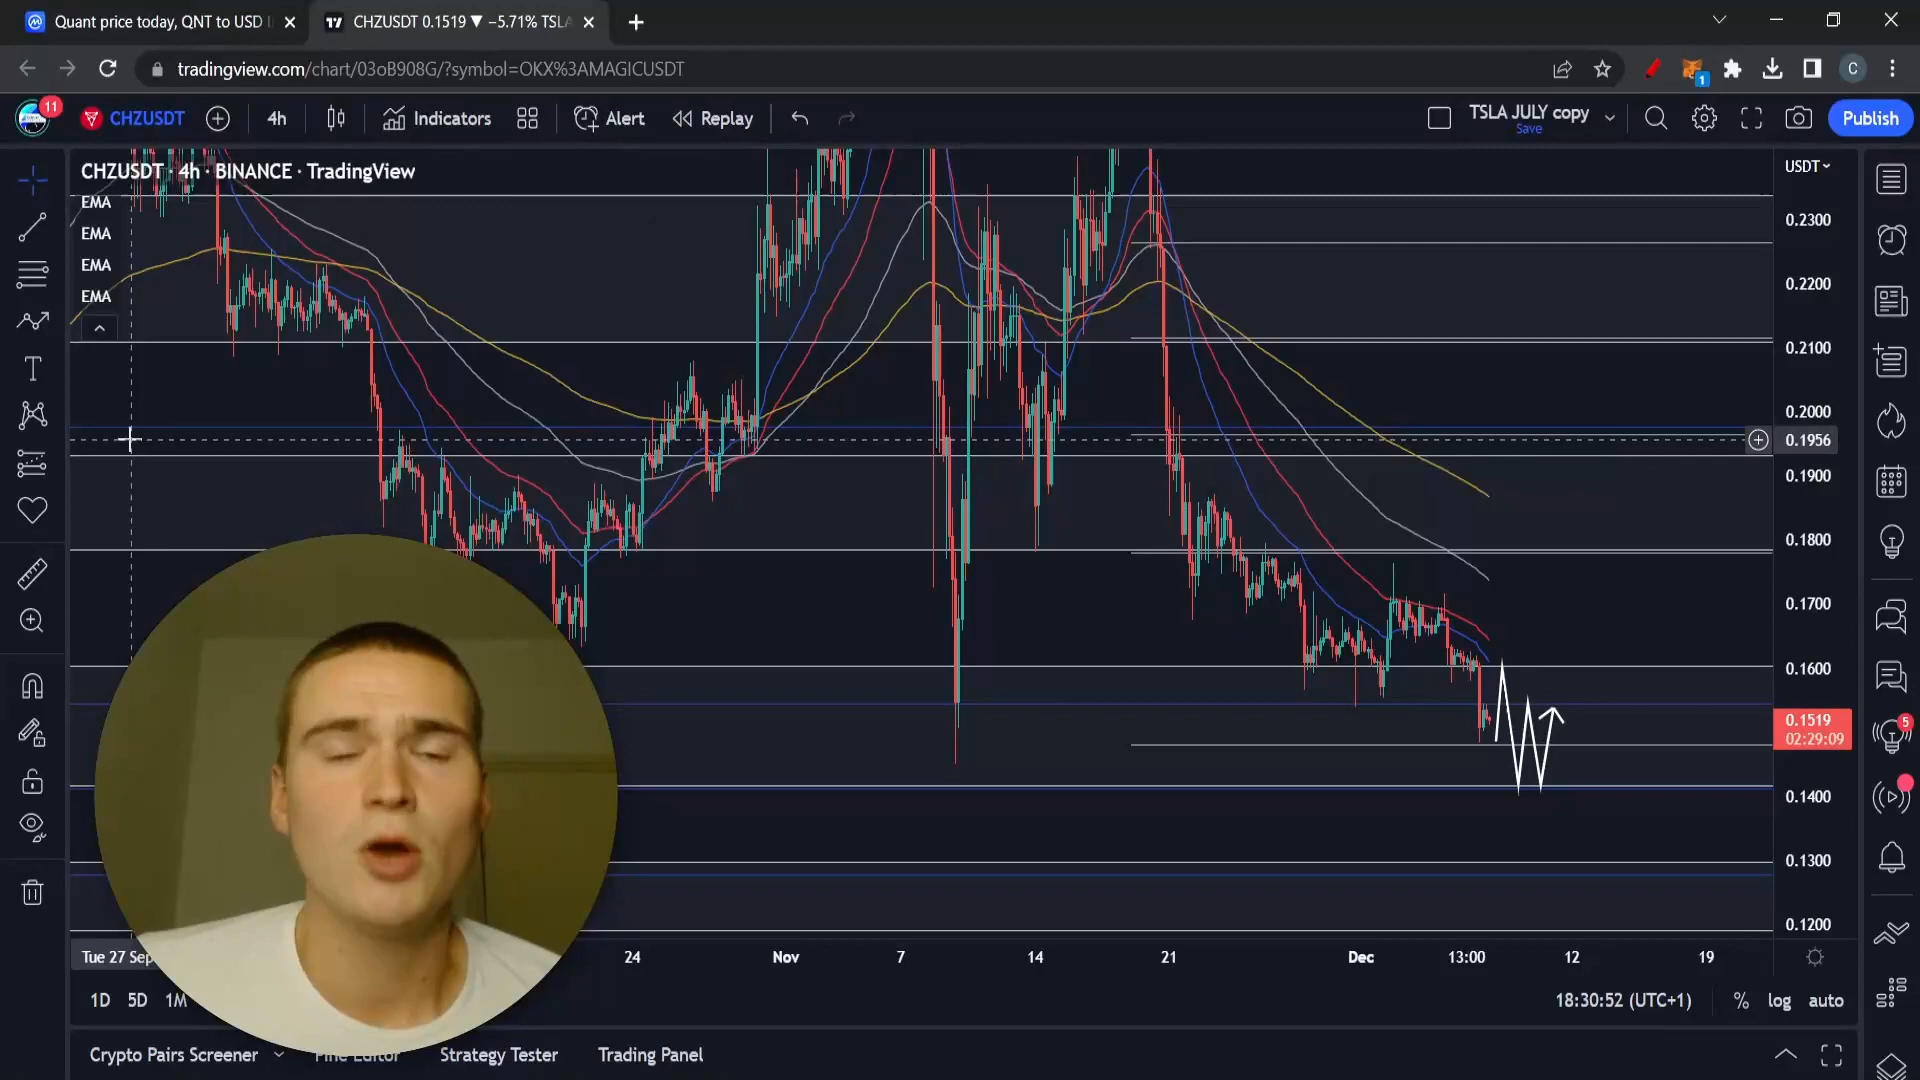 Quant price today, QNT to USD l
CHZUSDT 0.1519 ▼ −5.71% TSLA
tradingview.com/chart/03oB908G/?symbol=OKX%3AMAGICUSDT
1
C
11
CHZUSDT
4h
Indicators
Alert
Replay
TSLA JULY copy
Save
Publish
CHZUSDT · 4h · BINANCE · TradingView
EMA
EMA
EMA
EMA
USDT
0.2300
0.2200
0.2100
0.2000
0.1956
0.1900
0.1800
0.1700
0.1600
0.1519
02:29:09
0.1400
0.1300
0.1200
5
Tue 27 Sep
24
Nov
7
14
21
Dec
13:00
12
19
1D
5D
1M
18:30:52 (UTC+1)
%
log
auto
Crypto Pairs Screener
Pine Editor
Strategy Tester
Trading Panel